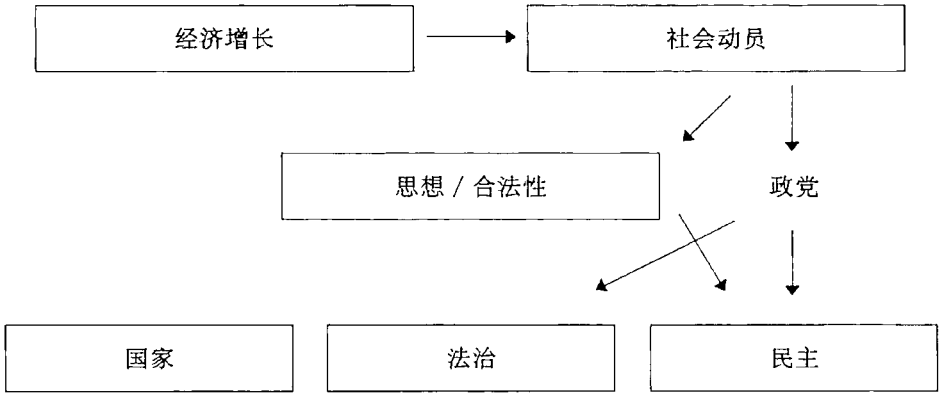 经济增长
社会动员
思想 / 合法性
政党
国家
法治
民主